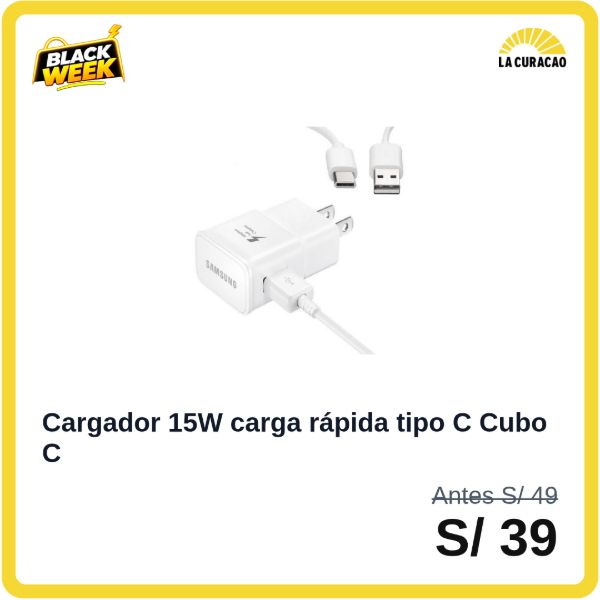 BLACK
WEEK
LA CURACAO
SAMSUNG
Cargador 15W carga rápida tipo C Cubo
C
Antes S/ 49
S/ 39